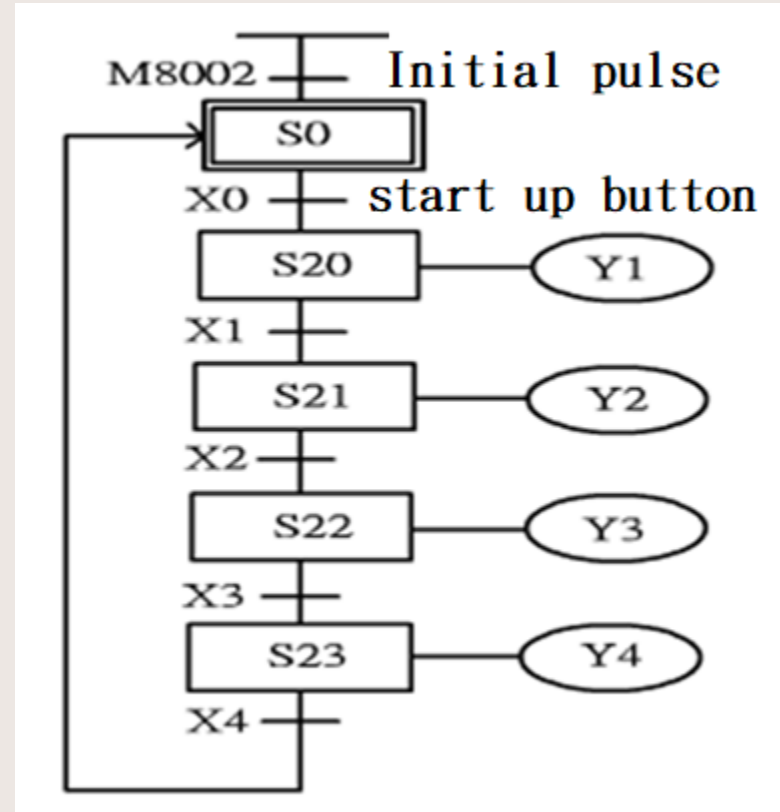 M8002 Initial pulse
S0
X0 start up button
S20 Y1
X1
S21 Y2
X2
S22 Y3
X3
S23 Y4
X4